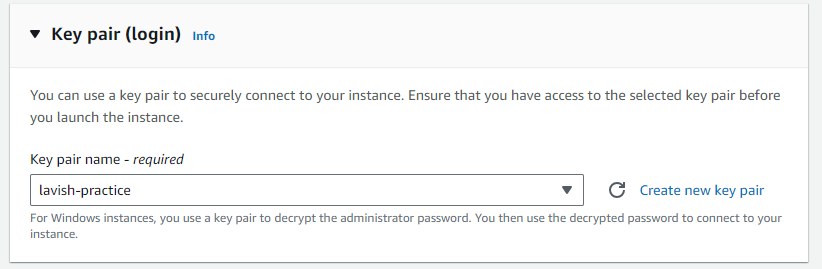 Key pair (login) Info
You can use a key pair to securely connect to your instance. Ensure that you have access to the selected key pair before
you launch the instance.
Key pair name - required
lavish-practice Create new key pair
For Windows instances, you use a key pair to decrypt the administrator password. You then use the decrypted password to connect to your
instance.